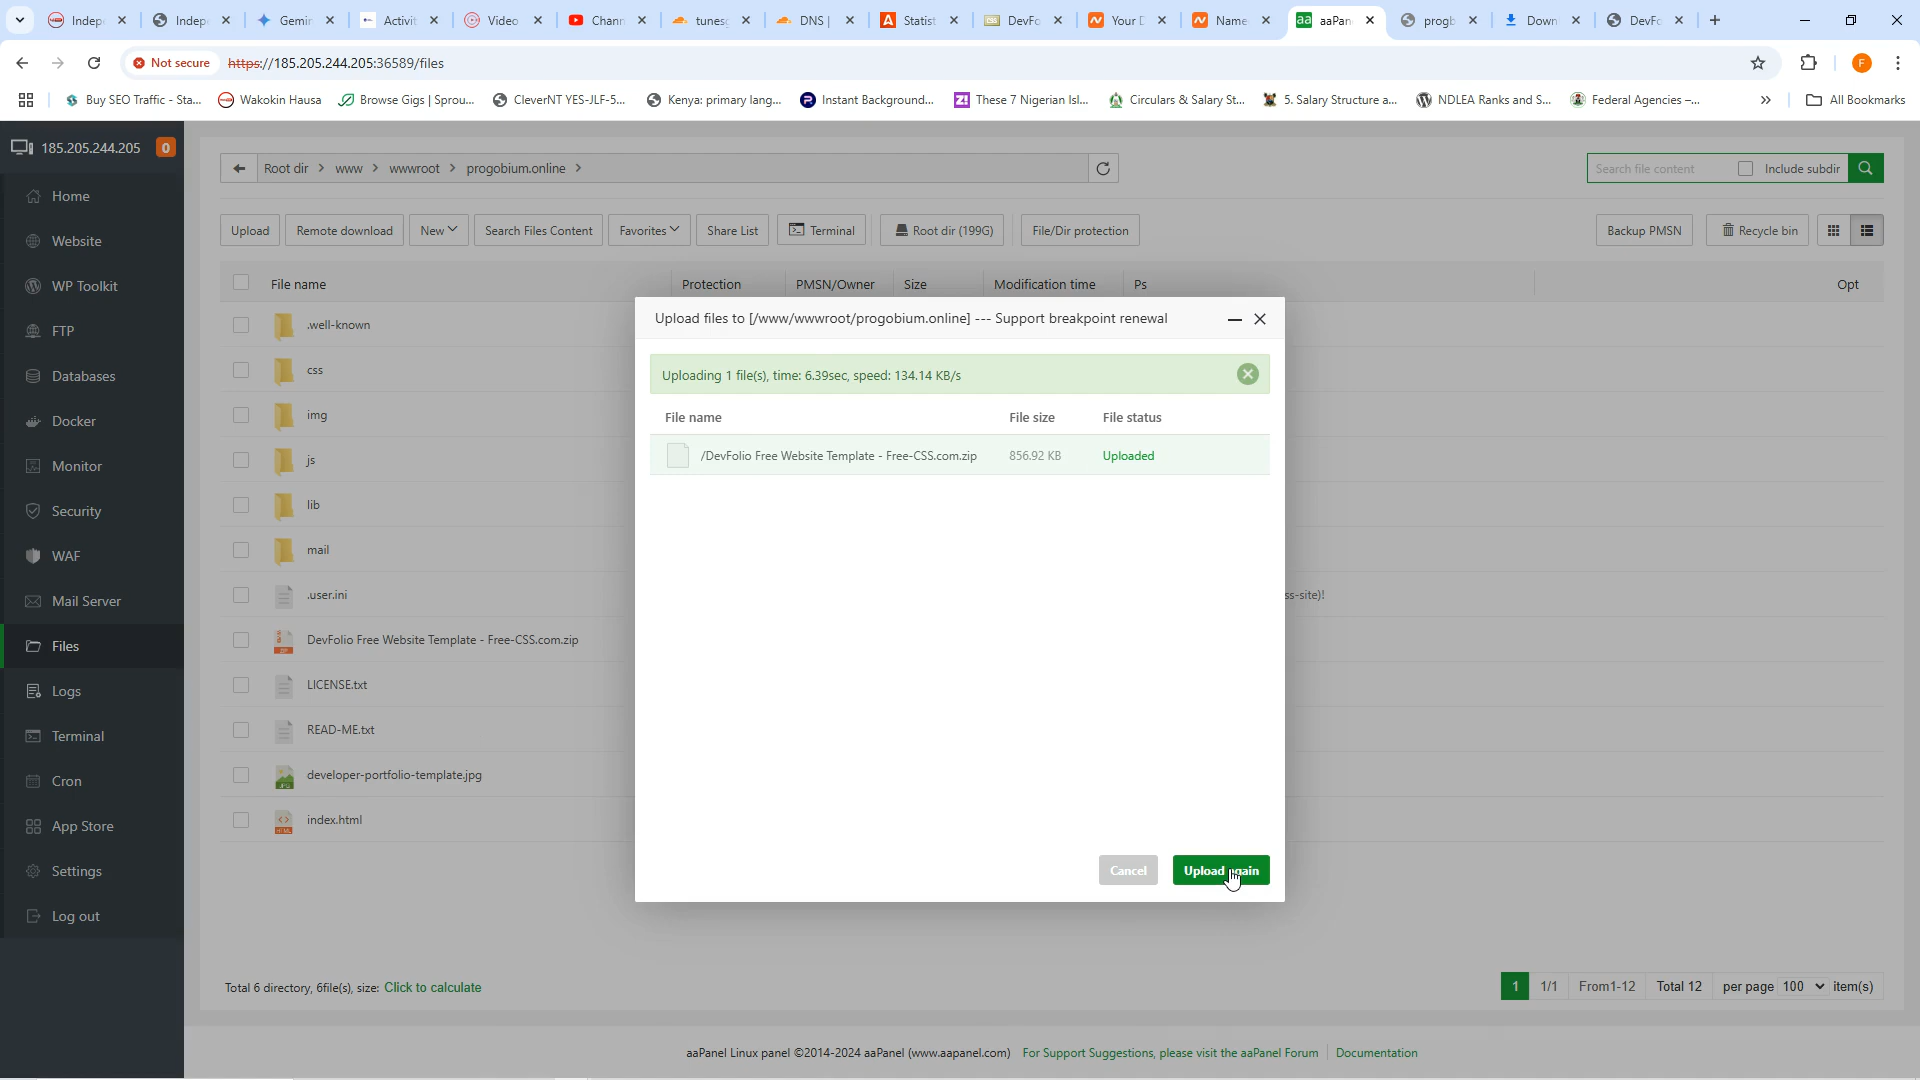 Indepe
Indepe
Gemin
Activit
Video
Chann
tunesg
DNS |
Statist
DevFo
Your D
Name
aaPan
progb
Down
DevFo
Not secure
https://185.205.244.205:36589/files
F
Buy SEO Traffic - Sta...
Wakokin Hausa
Browse Gigs | Sprou...
CleverNT YES-JLF-5...
Kenya: primary lang...
Instant Background...
These 7 Nigerian Isl...
Circulars & Salary St...
5. Salary Structure a...
NDLEA Ranks and S...
Federal Agencies –...
»
All Bookmarks
185.205.244.205
0
Root dir > www > wwwroot > progobium.online >
Search file content
Include subdir
Home
Website
WP Toolkit
FTP
Databases
Docker
Monitor
Security
WAF
Mail Server
Files
Logs
Terminal
Cron
App Store
Settings
Log out
Upload
Remote download
New
Search Files Content
Favorites
Share List
Terminal
Root dir (199G)
File/Dir protection
Backup PMSN
Recycle bin
File name
Protection
PMSN/Owner
Size
Modification time
Ps
Opt
.well-known
css
img
js
lib
mail
.user.ini
ss-site)!
DevFolio Free Website Template - Free-CSS.com.zip
LICENSE.txt
READ-ME.txt
developer-portfolio-template.jpg
index.html
Upload files to [/www/wwwroot/progobium.online] --- Support breakpoint renewal
Uploading 1 file(s), time: 6.39sec, speed: 134.14 KB/s
File name
File size
File status
/DevFolio Free Website Template - Free-CSS.com.zip
856.92 KB
Uploaded
Cancel
Upload again
Total 6 directory, 6file(s), size: Click to calculate
1
1/1
From1-12
Total 12
per page 100 item(s)
aaPanel Linux panel ©2014-2024 aaPanel (www.aapanel.com)
For Support Suggestions, please visit the aaPanel Forum
Documentation